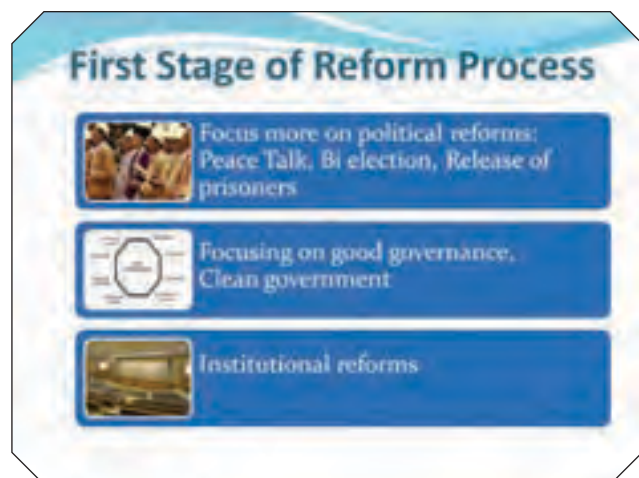 First Stage of Reform Process
Focus more on political reforms:
Peace Talk, Bi election, Release of
prisoners
Focusing on good governance,
Clean government
Institutional reforms